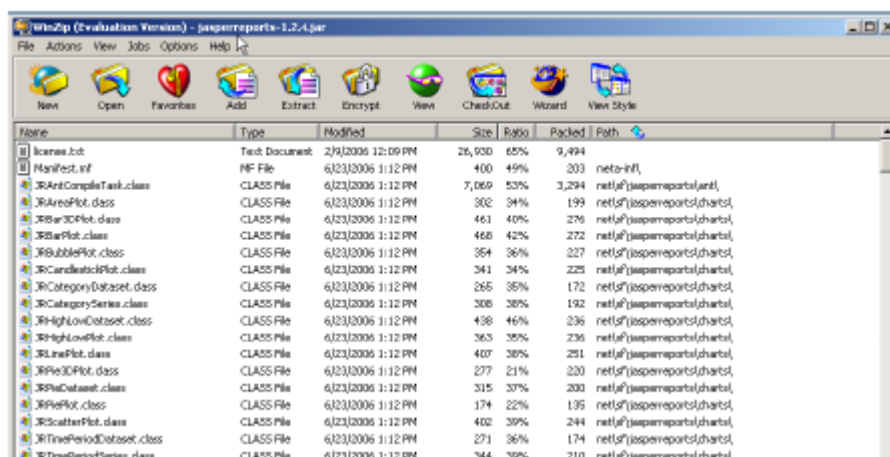 WinZip (Evaluation Version) - jasperreports-1.2.4.jar
File Actions View Jobs Options Help
New Open Favorites Add Extract Encrypt View CheckOut Wizard View Style
Name Type Modified Size Ratio Packed Path
license.txt Text Document 2/9/2006 12:09 PM 26,930 65% 9,494
Manifest.mf MF File 6/23/2006 1:12 PM 400 49% 203 meta-inf\
JRAntCompileTask.class CLASS File 6/23/2006 1:12 PM 7,069 53% 3,294 net\sf\jasperreports\ant\
JRAreaPlot.class CLASS File 6/23/2006 1:12 PM 302 34% 199 net\sf\jasperreports\charts\
JRBar3DPlot.class CLASS File 6/23/2006 1:12 PM 461 40% 276 net\sf\jasperreports\charts\
JRBarPlot.class CLASS File 6/23/2006 1:12 PM 468 42% 272 net\sf\jasperreports\charts\
JRBubblePlot.class CLASS File 6/23/2006 1:12 PM 354 36% 227 net\sf\jasperreports\charts\
JRCandlestickPlot.class CLASS File 6/23/2006 1:12 PM 341 34% 225 net\sf\jasperreports\charts\
JRCategoryDataset.class CLASS File 6/23/2006 1:12 PM 265 35% 172 net\sf\jasperreports\charts\
JRCategorySeries.class CLASS File 6/23/2006 1:12 PM 308 38% 192 net\sf\jasperreports\charts\
JRHighLowDataset.class CLASS File 6/23/2006 1:12 PM 438 46% 236 net\sf\jasperreports\charts\
JRHighLowPlot.class CLASS File 6/23/2006 1:12 PM 363 35% 236 net\sf\jasperreports\charts\
JRLinePlot.class CLASS File 6/23/2006 1:12 PM 407 38% 251 net\sf\jasperreports\charts\
JRPie3DPlot.class CLASS File 6/23/2006 1:12 PM 277 21% 220 net\sf\jasperreports\charts\
JRPieDataset.class CLASS File 6/23/2006 1:12 PM 315 37% 200 net\sf\jasperreports\charts\
JRPiePlot.class CLASS File 6/23/2006 1:12 PM 174 22% 135 net\sf\jasperreports\charts\
JRScatterPlot.class CLASS File 6/23/2006 1:12 PM 402 39% 244 net\sf\jasperreports\charts\
JRTimePeriodDataset.class CLASS File 6/23/2006 1:12 PM 271 36% 174 net\sf\jasperreports\charts\
JRTimePeriodSeries.class CLASS File 6/23/2006 1:12 PM 344 39% 210 net\sf\jasperreports\charts\